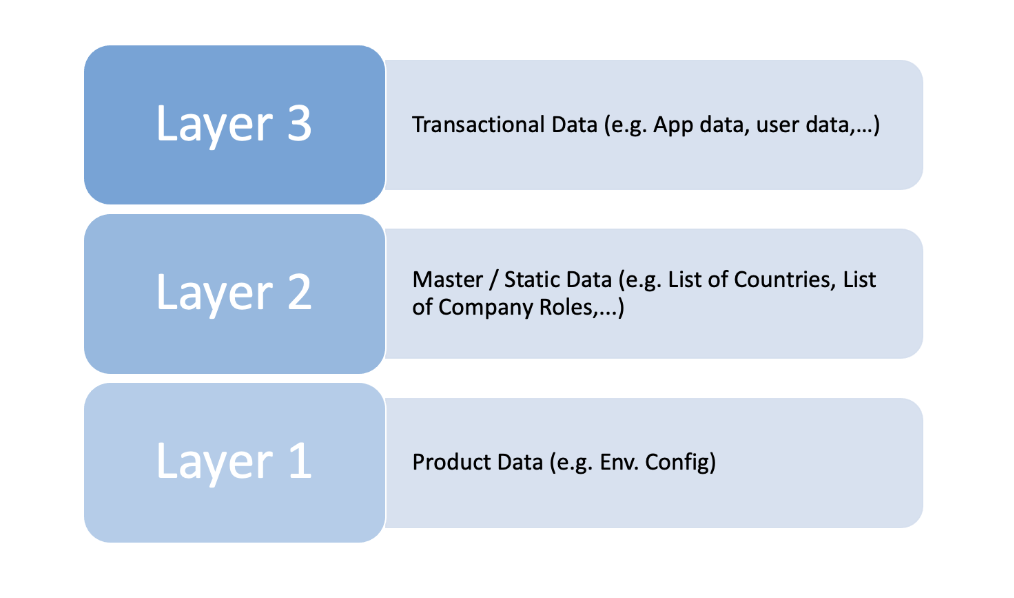 Layer 3
Transactional Data (e.g. App data, user data,...)
Layer 2
Master / Static Data (e.g. List of Countries, List
of Company Roles,...)
Layer 1
Product Data (e.g. Env. Config)